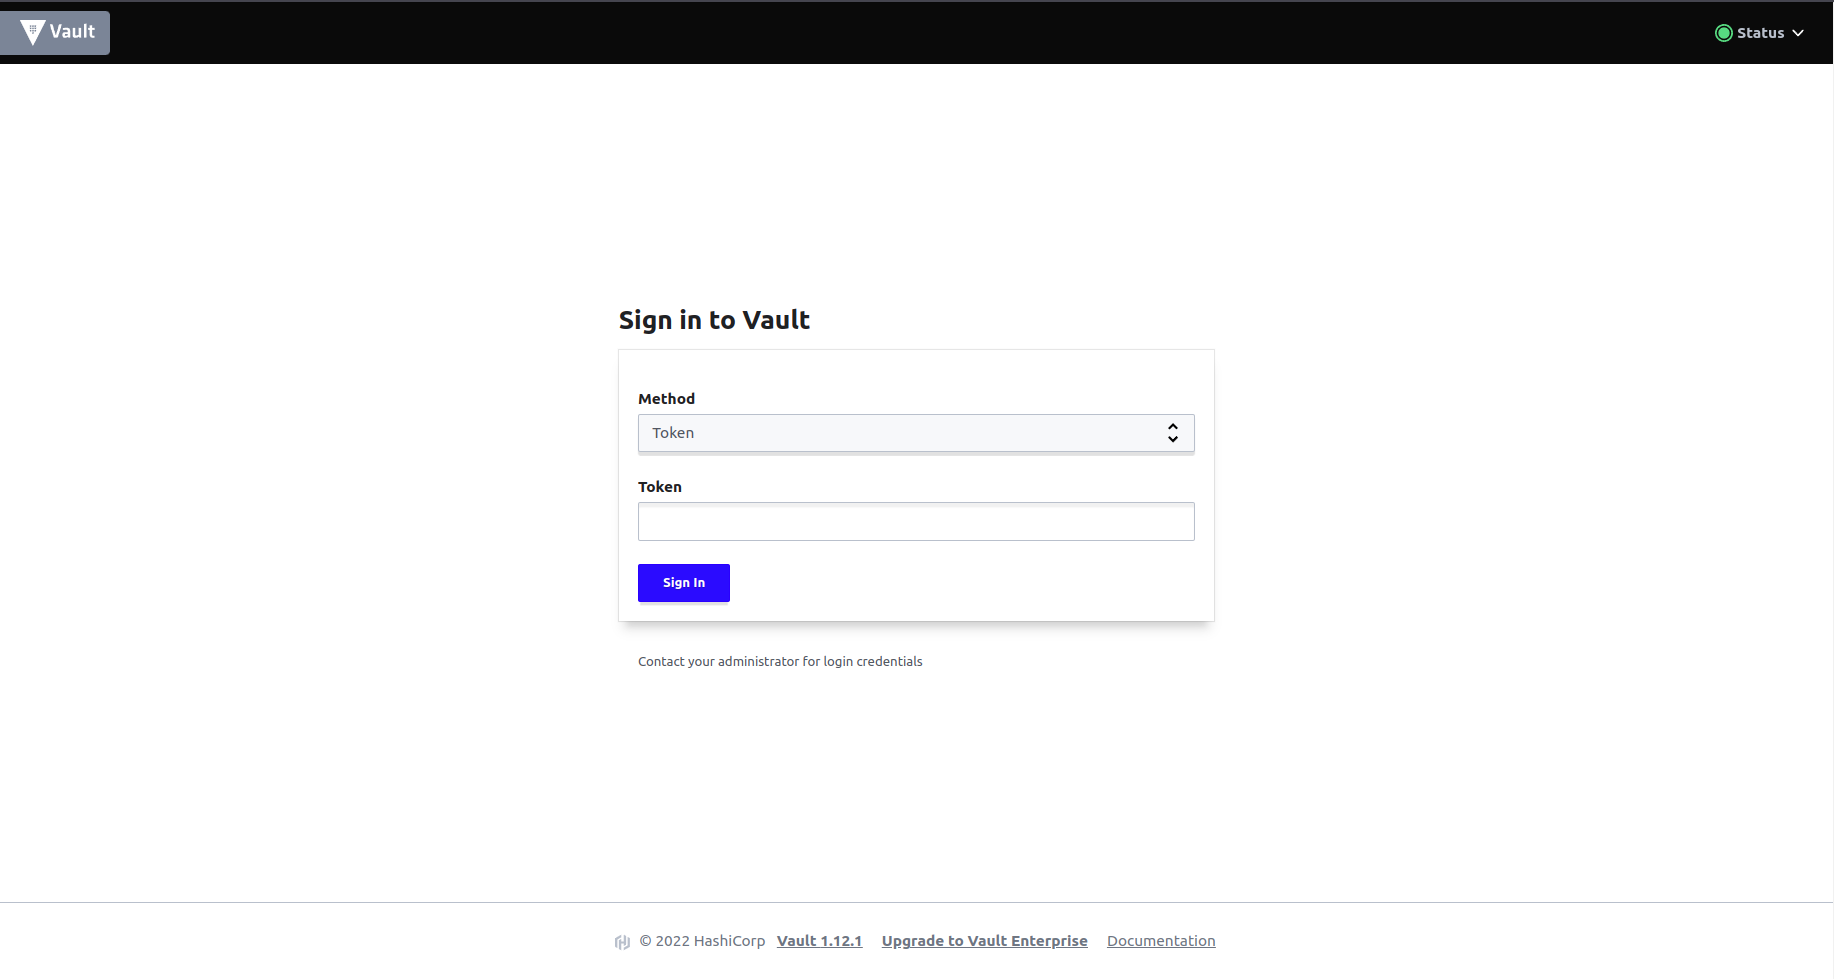 Vault
Status
Sign in to Vault
Method
Token
Token
Sign In
Contact your administrator for login credentials
© 2022 HashiCorp Vault 1.12.1 Upgrade to Vault Enterprise Documentation